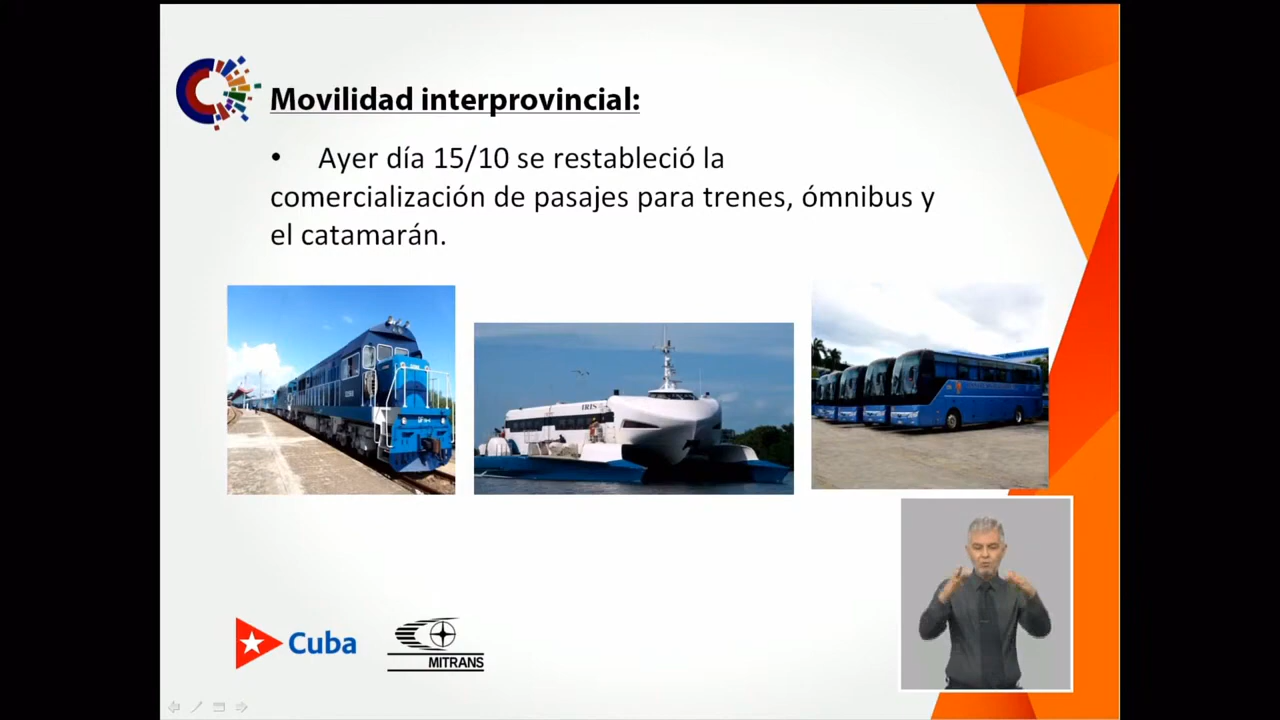 Movilidad interprovincial:
• Ayer día 15/10 se restableció la
comercialización de pasajes para trenes, ómnibus y
el catamarán.
IRIS
Cuba
MITRANS